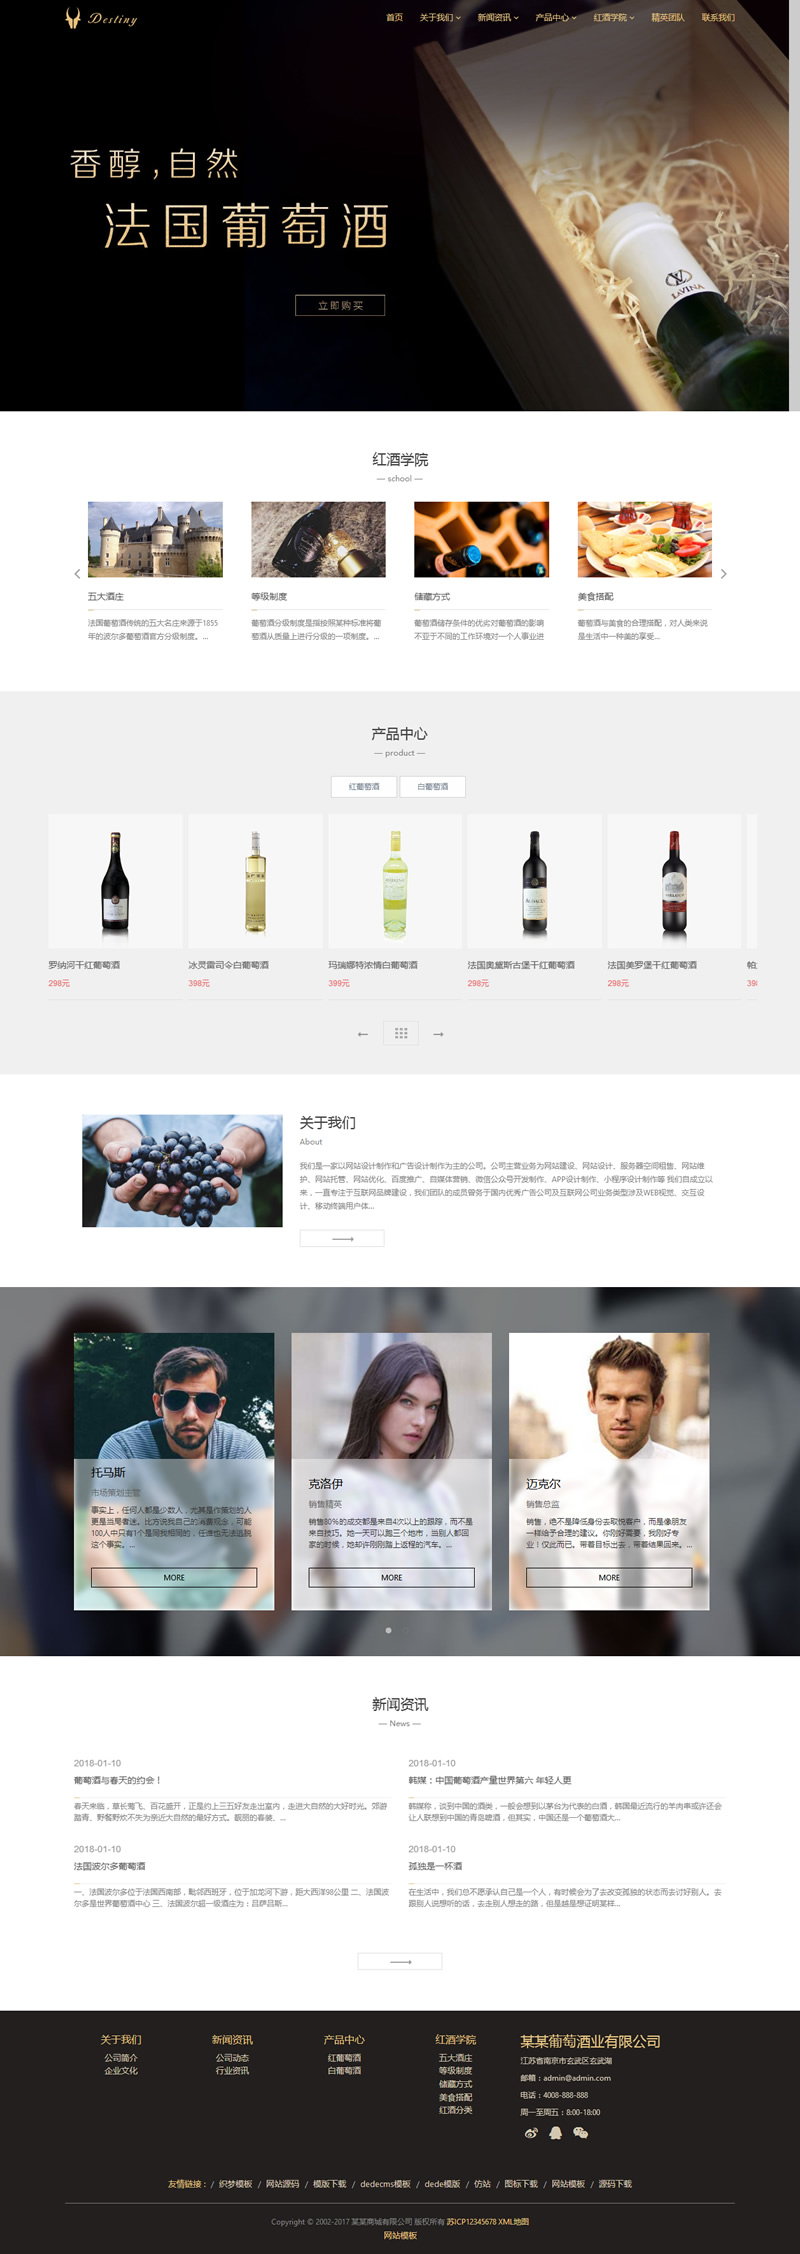 Destiny
首页 关于我们 新闻资讯 产品中心 红酒学院 精英团队 联系我们
香醇,自然
法国葡萄酒
立即购买
LAVINA
红酒学院
— school —
五大酒庄
法国葡萄酒传统的五大名庄来源于1855
年的波尔多葡萄酒官方分级制度。...
等级制度
葡萄酒分级制度是指按照某种标准将葡
萄酒从质量上进行分级的一项制度。...
储藏方式
葡萄酒储存条件的优劣对葡萄酒的影响
不亚于不同的工作环境对一个人事业进
美食搭配
葡萄酒与美食的合理搭配，对人类来说
是生活中一种美的享受...
产品中心
— product —
红葡萄酒 白葡萄酒
罗纳河干红葡萄酒
298元
冰灵雷司令白葡萄酒
398元
玛瑞娜特浓情白葡萄酒
399元
法国奥黛斯古堡干红葡萄酒
298元
法国美罗堡干红葡萄酒
298元
关于我们
About
我们是一家以网站设计制作和广告设计制作为主的公司。公司主营业务为网站建设、网站设计、服务器空间租售、网站维
护、网站托管、网站优化、百度推广、自媒体营销、微信公众号开发制作、APP设计制作、小程序设计制作等 我们自成立以
来，一直专注于互联网品牌建设，我们团队的成员曾务于国内优秀广告公司及互联网公司业务类型涉及WEB视觉、交互设
计、移动终端用户体...
托马斯
市场策划主管
事实上，任何人都是少数人，尤其是作策划的人
更是当局者迷。比方说我自己的消费观念，可能
100人中只有1个是同我相同的，任谁也无法逃脱
这个事实。...
MORE
克洛伊
销售精英
销售80%的成交都是来自4次以上的跟踪，而不是
来自技巧。她一天可以跑三个地市，当别人都回
家的时候，她却许刚刚踏上返程的汽车。...
MORE
迈克尔
销售总监
销售，绝不是降低身份去取悦客户，而是像朋友
一样给予合理的建议。你刚好需要，我刚好专
业！仅此而已。带着目标出去，带着结果回来。...
MORE
新闻资讯
— News —
2018-01-10
葡萄酒与春天的约会！
春天来临，草长莺飞、百花盛开，正是约上三五好友走出室内，走进大自然的大好时光。郊游
踏青、野餐野炊不失为亲近大自然的最好方式。靓丽的春装、...
2018-01-10
韩媒：中国葡萄酒产量世界第六 年轻人更
韩媒称，谈到中国的酒类，一般会想到以茅台为代表的白酒，韩国最近流行的羊肉串或许还会
让人联想到中国的青岛啤酒，但其实，中国还是一个葡萄酒大...
2018-01-10
法国波尔多葡萄酒
一、法国波尔多位于法国西南部，毗邻西班牙，位于加龙河下游，距大西洋98公里 二、法国波
尔多是世界葡萄酒中心 三、法国波尔超一级酒庄为：吕萨吕斯...
2018-01-10
孤独是一杯酒
在生活中，我们总不愿承认自己是一个人，有时候会为了去改变孤独的状态而去讨好别人。去
跟别人说想听的话，去走别人想走的路，但是越是想证明某样...
关于我们
公司简介
企业文化
新闻资讯
公司动态
行业资讯
产品中心
红葡萄酒
白葡萄酒
红酒学院
五大酒庄
等级制度
储藏方式
美食搭配
红酒分类
某某葡萄酒业有限公司
江苏省南京市玄武区玄武湖
邮箱：admin@admin.com
电话：4008-888-888
周一至周五：8:00-18:00
友情链接： / 织梦模板 / 网站源码 / 模版下载 / dedecms模板 / dede模版 / 仿站 / 图标下载 / 网站模板 / 源码下载
Copyright © 2002-2017 某某商城有限公司 版权所有 苏ICP12345678 XML地图
网站模板